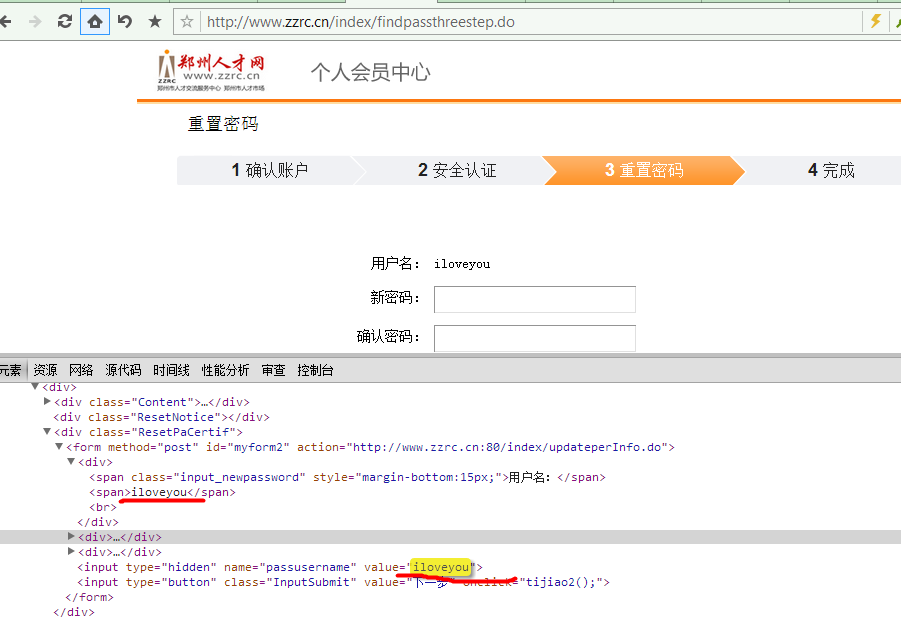 http://www.zzrc.cn/index/findpassthreestep.do
郑州人才网
www.zzrc.cn
ZZRC
郑州市人才交流服务中心 郑州市人才市场
个人会员中心
重置密码
1 确认账户 2 安全认证 3 重置密码 4 完成
用户名： iloveyou
新密码：
确认密码：
元素 资源 网络 源代码 时间线 性能分析 审查 控制台
▼<div>
▶<div class="Content">…</div>
<div class="ResetNotice"></div>
▼<div class="ResetPaCertif">
▼<form method="post" id="myform2" action="http://www.zzrc.cn:80/index/updateperInfo.do">
▼<div>
<span class="input_newpassword" style="margin-bottom:15px;">用户名：</span>
<span>iloveyou</span>
<br>
</div>
▶<div>…</div>
▶<div>…</div>
<input type="hidden" name="passusername" value="iloveyou">
<input type="button" class="InputSubmit" value="下一步" onclick="tijiao2();">
</form>
</div>